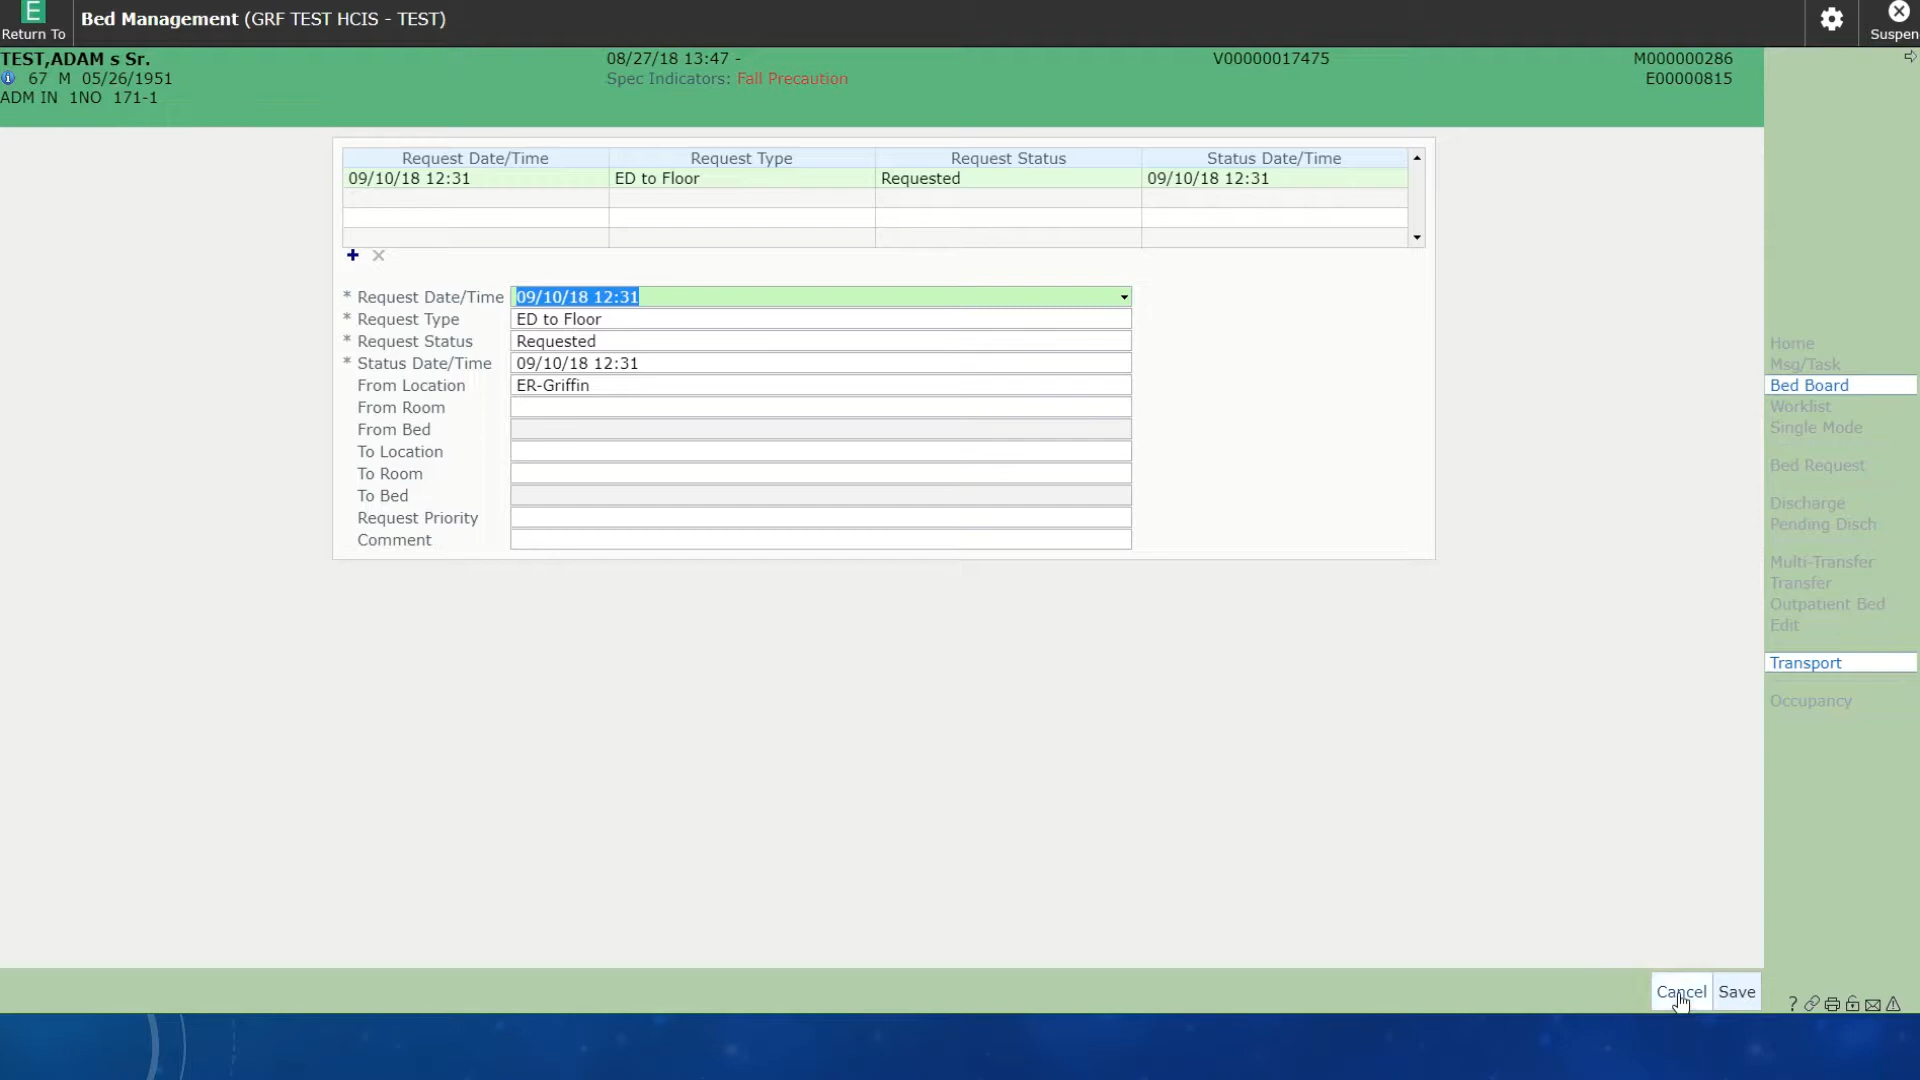 E
Return To
Bed Management (GRF TEST HCIS - TEST)
Suspen
TEST,ADAM s Sr.
67 M 05/26/1951
ADM IN 1NO 171-1
08/27/18 13:47 -
Spec Indicators: Fall Precaution
V00000017475
M000000286
E00000815
Request Date/Time Request Type Request Status Status Date/Time
09/10/18 12:31 ED to Floor Requested 09/10/18 12:31
* Request Date/Time 09/10/18 12:31
* Request Type ED to Floor
* Request Status Requested
* Status Date/Time 09/10/18 12:31
From Location ER-Griffin
From Room
From Bed
To Location
To Room
To Bed
Request Priority
Comment
Home
Msg/Task
Bed Board
Worklist
Single Mode
Bed Request
Discharge
Pending Disch
Multi-Transfer
Transfer
Outpatient Bed
Edit
Transport
Occupancy
Cancel Save
?